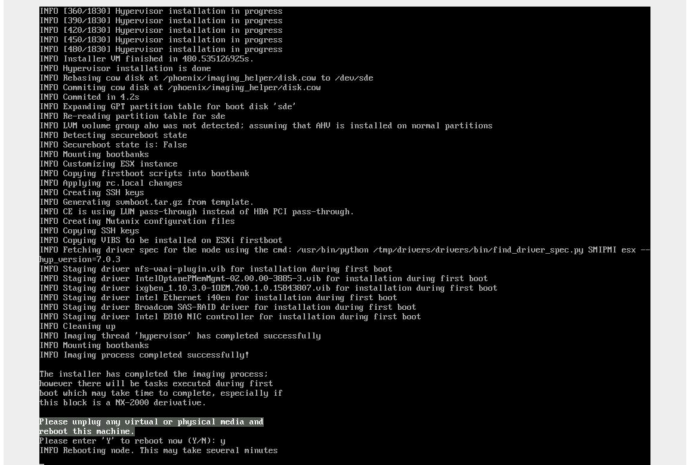 INFO [360/1830] Hypervisor installation in progress
INFO [390/1830] Hypervisor installation in progress
INFO [420/1830] Hypervisor installation in progress
INFO [450/1830] Hypervisor installation in progress
INFO [480/1830] Hypervisor installation in progress
INFO Installer VM finished in 480.535126925s.
INFO Hypervisor installation is done
INFO Rebasing cow disk at /phoenix/imaging_helper/disk.cow to /dev/sde
INFO Commiting cow disk at /phoenix/imaging_helper/disk.cow
INFO Commited in 4.2s
INFO Expanding GPT partition table for boot disk 'sde'
INFO Re-reading partition table for sde
INFO LVM volume group ahv was not detected; assuming that AHV is installed on normal partitions
INFO Detecting secureboot state
INFO Secureboot state is: False
INFO Mounting bootbanks
INFO Customizing ESX instance
INFO Copying firstboot scripts into bootbank
INFO Applying rc.local changes
INFO Creating SSH keys
INFO Generating svmboot.tar.gz from template.
INFO CE is using LUN pass-through instead of HBA PCI pass-through.
INFO Creating Nutanix configuration files
INFO Copying SSH keys
INFO Copying VIBS to be installed on ESXi firstboot
INFO Fetching driver spec for the node using the cmd: /usr/bin/python /tmp/drivers/drivers/bin/find_driver_spec.py SMIPMI esx --
hyp_version=7.0.3
INFO Staging driver nfs-vaai-plugin.vib for installation during first boot
INFO Staging driver IntelOptanePMemMgmt-02.00.00-3885-3.vib for installation during first boot
INFO Staging driver ixgben_1.10.3.0-1OEM.700.1.0.15843807.vib for installation during first boot
INFO Staging driver Intel Ethernet i40en for installation during first boot
INFO Staging driver Broadcom SAS-RAID driver for installation during first boot
INFO Staging driver Intel E810 NIC controller for installation during first boot
INFO Cleaning up
INFO Imaging thread 'hypervisor' has completed successfully
INFO Mounting bootbanks
INFO Imaging process completed successfully!
The installer has completed the imaging process;
however there will be tasks executed during first
boot which may take time to complete, especially if
this block is a NX-2000 derivative.
Please unplug any virtual or physical media and
reboot this machine.
Please enter 'Y' to reboot now (Y/N): y
INFO Rebooting node. This may take several minutes